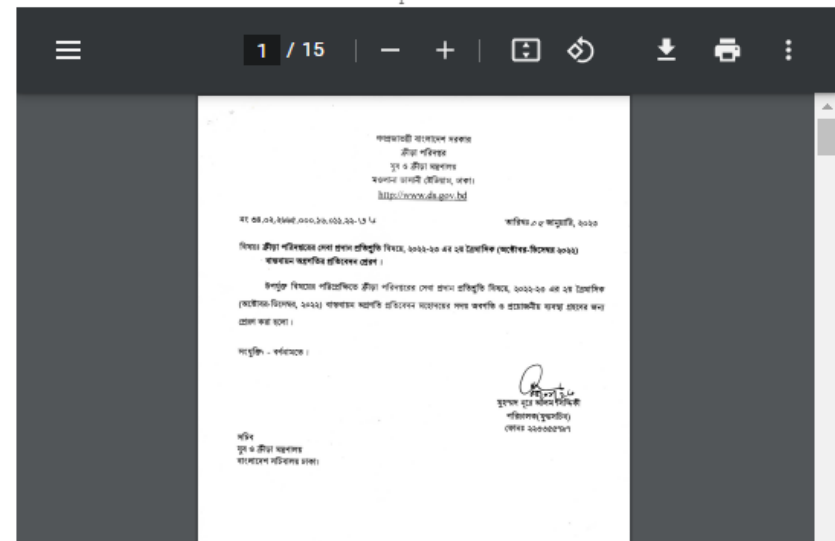 1 / 15
গণপ্রজাতন্ত্রী বাংলাদেশ সরকার
ক্রীড়া পরিদপ্তর
যুব ও ক্রীড়া মন্ত্রণালয়
মওলানা ভাসানী স্টেডিয়াম, ঢাকা।
http://www.ds.gov.bd
তারিখঃ জানুয়ারি, ২০২৩
বিষয়ঃ ক্রীড়া পরিদপ্তরের সেবা প্রদান প্রতিশ্রুতি বিষয়ে, ২০২২-২৩ এর ২য় ত্রৈমাসিক (অক্টোবর-ডিসেম্বর ২০২২)
বাস্তবায়ন অগ্রগতির প্রতিবেদন প্রেরণ ।
উপর্যুক্ত বিষয়ের পরিপ্রেক্ষিতে ক্রীড়া পরিদপ্তরের সেবা প্রদান প্রতিশ্রুতি বিষয়ে, ২০২২-২৩ এর ২য় ত্রৈমাসিক
(অক্টোবর-ডিসেম্বর, ২০২২) বাস্তবায়ন অগ্রগতি প্রতিবেদন মহোদয়ের সদয় অবগতি ও প্রয়োজনীয় ব্যবস্থা গ্রহণের জন্য
প্রেরণ করা হলো ।
সংযুক্তিঃ - বর্ণনামতে ।
মুহম্মদ নূরে আলম সিদ্দিকী
পরিচালক(যুগ্মসচিব)
সচিব
যুব ও ক্রীড়া মন্ত্রণালয়
বাংলাদেশ সচিবালয় ঢাকা।